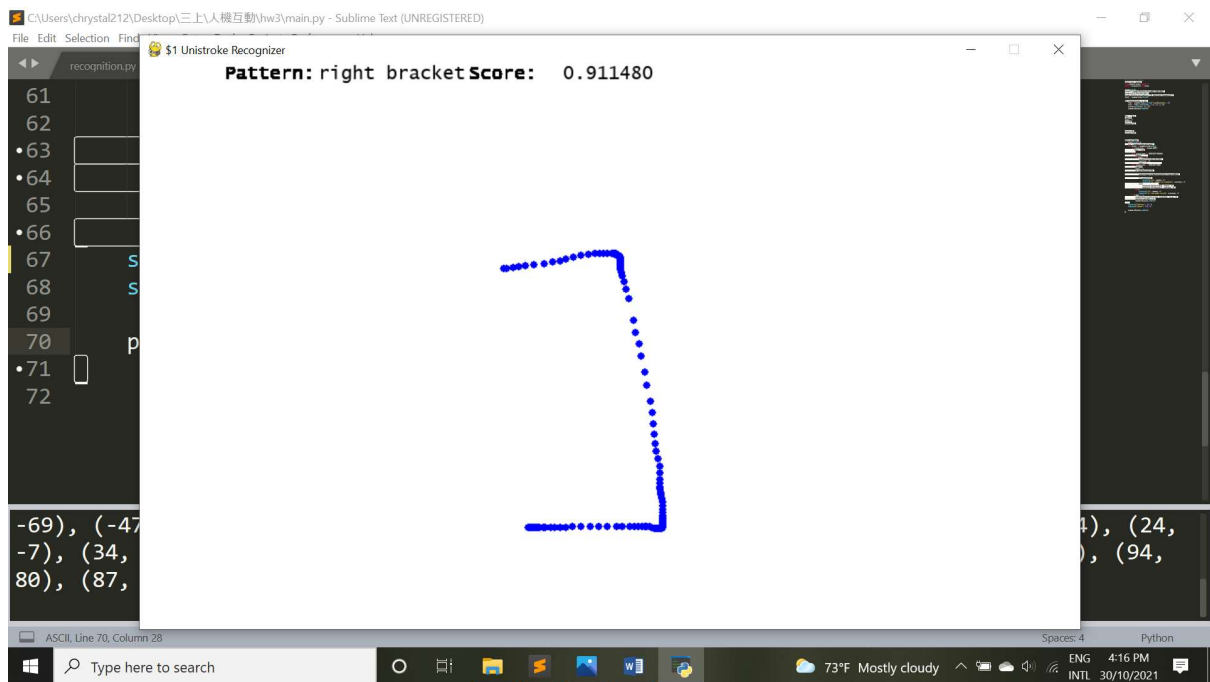 C:\Users\chrystal212\Desktop\三上\人機互動\hw3\main.py - Sublime Text (UNREGISTERED)
File Edit Selection Find
$1 Unistroke Recognizer
recognition.py
Pattern: right bracket Score: 0.911480
61
62
63
64
65
66
67 s
68 s
69
70 p
71
72
-69), (-47 4), (24,
-7), (34, ), (94,
80), (87,
ASCII, Line 70, Column 28 Spaces: 4 Python
Type here to search 73°F Mostly cloudy ENG 4:16 PM
INTL 30/10/2021